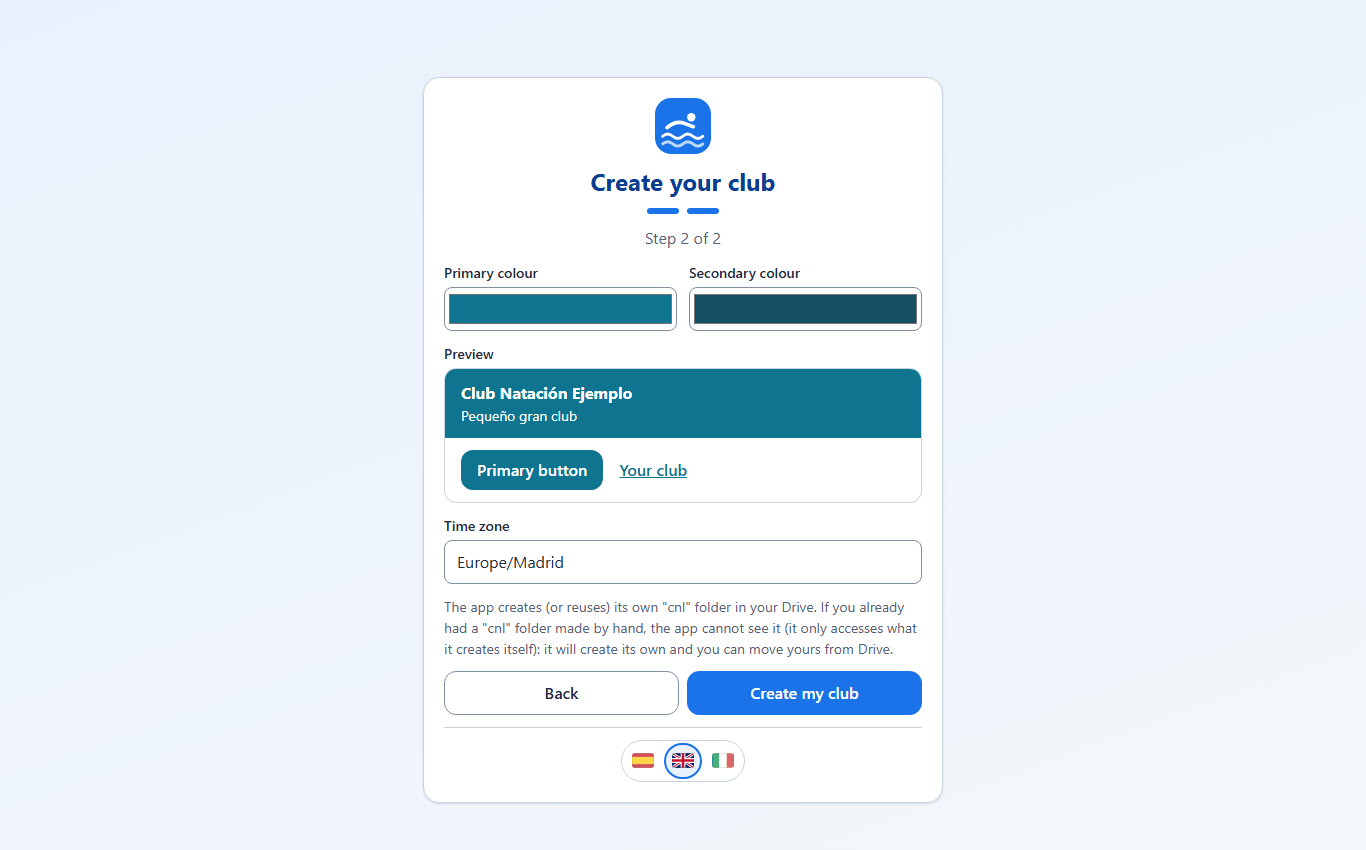 Create your club
Step 2 of 2
Primary colour
Secondary colour
Preview
Club Natación Ejemplo
Pequeño gran club
Primary button
Your club
Time zone
Europe/Madrid
The app creates (or reuses) its own "cnl" folder in your Drive. If you already
had a "cnl" folder made by hand, the app cannot see it (it only accesses what
it creates itself): it will create its own and you can move yours from Drive.
Back
Create my club